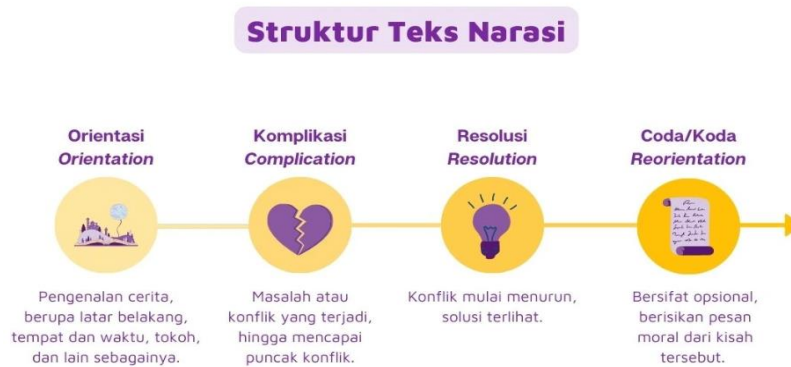 Struktur Teks Narasi
Orientasi
Orientation
Pengenalan cerita,
berupa latar belakang,
tempat dan waktu, tokoh,
dan lain sebagainya.
Komplikasi
Complication
Masalah atau
konflik yang terjadi,
hingga mencapai
puncak konflik.
Resolusi
Resolution
Konflik mulai menurun,
solusi terlihat.
Coda/Koda
Reorientation
Bersifat opsional,
berisikan pesan
moral dari kisah
tersebut.